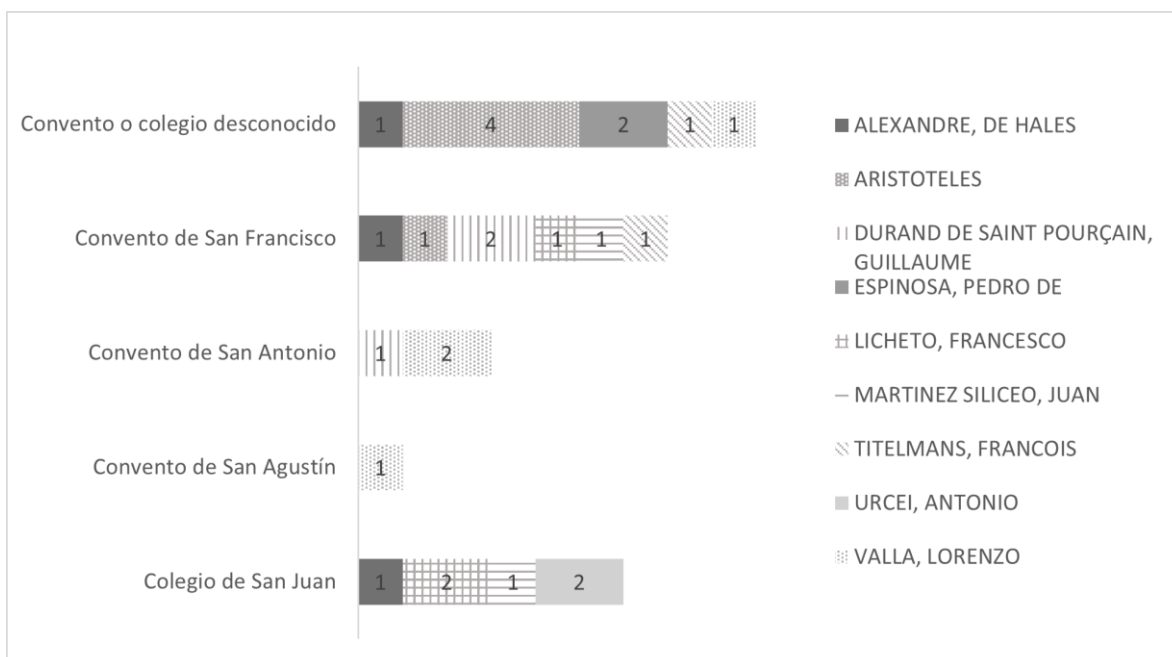 Convento o colegio desconocido
1 4 2 1 1
Convento de San Francisco
1 1 2 1 1 1
Convento de San Antonio
1 2
Convento de San Agustín
1
Colegio de San Juan
1 2 1 2
ALEXANDRE, DE HALES
ARISTOTELES
DURAND DE SAINT POURÇAIN,
GUILLAUME
ESPINOSA, PEDRO DE
LICHETO, FRANCESCO
MARTINEZ SILICEO, JUAN
TITELMANS, FRANCOIS
URCEI, ANTONIO
VALLA, LORENZO